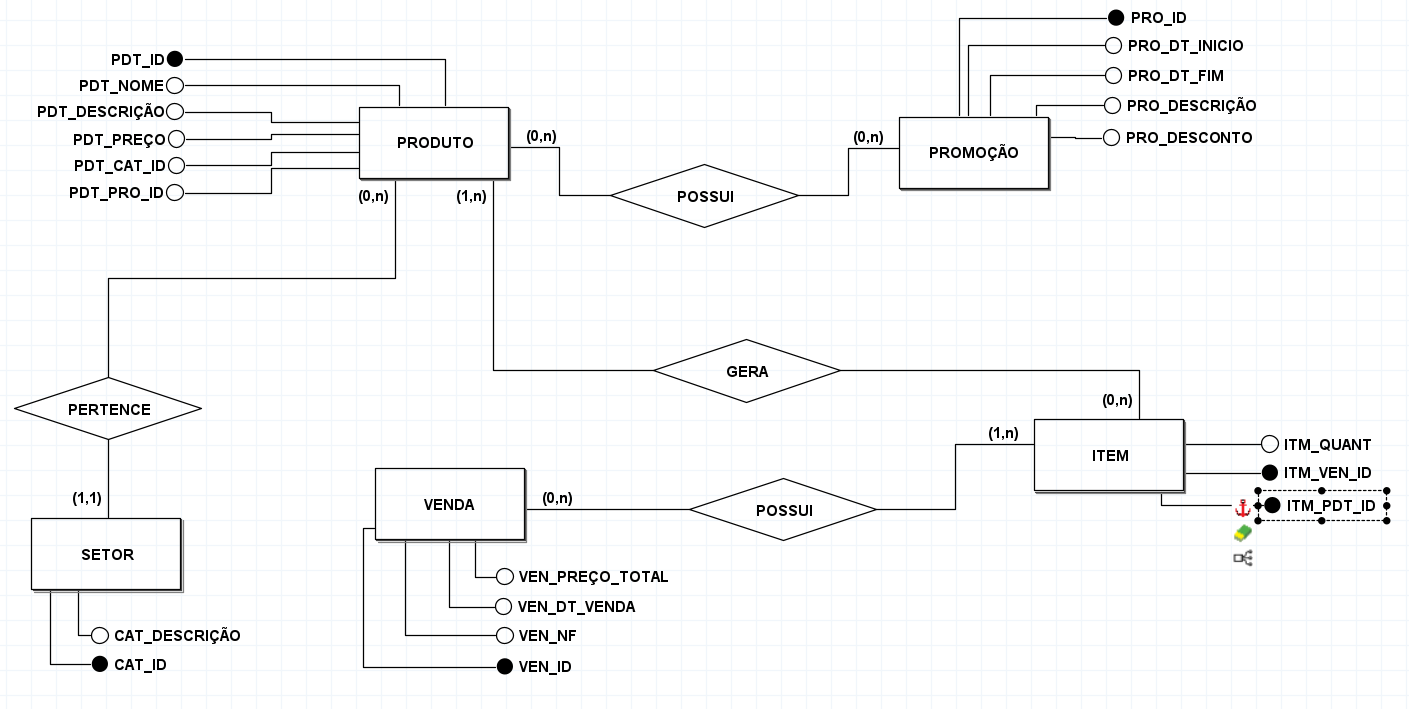 PRO_ID
PRO_DT_INICIO
PRO_DT_FIM
PRO_DESCRIÇÃO
PRO_DESCONTO
PDT_ID
PDT_NOME
PDT_DESCRIÇÃO
PDT_PREÇO
PDT_CAT_ID
PDT_PRO_ID
PRODUTO
(0,n)
(0,n)
PROMOÇÃO
POSSUI
(0,n)
(1,n)
GERA
PERTENCE
(0,n)
(1,n)
ITEM
ITM_QUANT
ITM_VEN_ID
ITM_PDT_ID
(1,1)
SETOR
CAT_DESCRIÇÃO
CAT_ID
VENDA
(0,n)
POSSUI
VEN_PREÇO_TOTAL
VEN_DT_VENDA
VEN_NF
VEN_ID